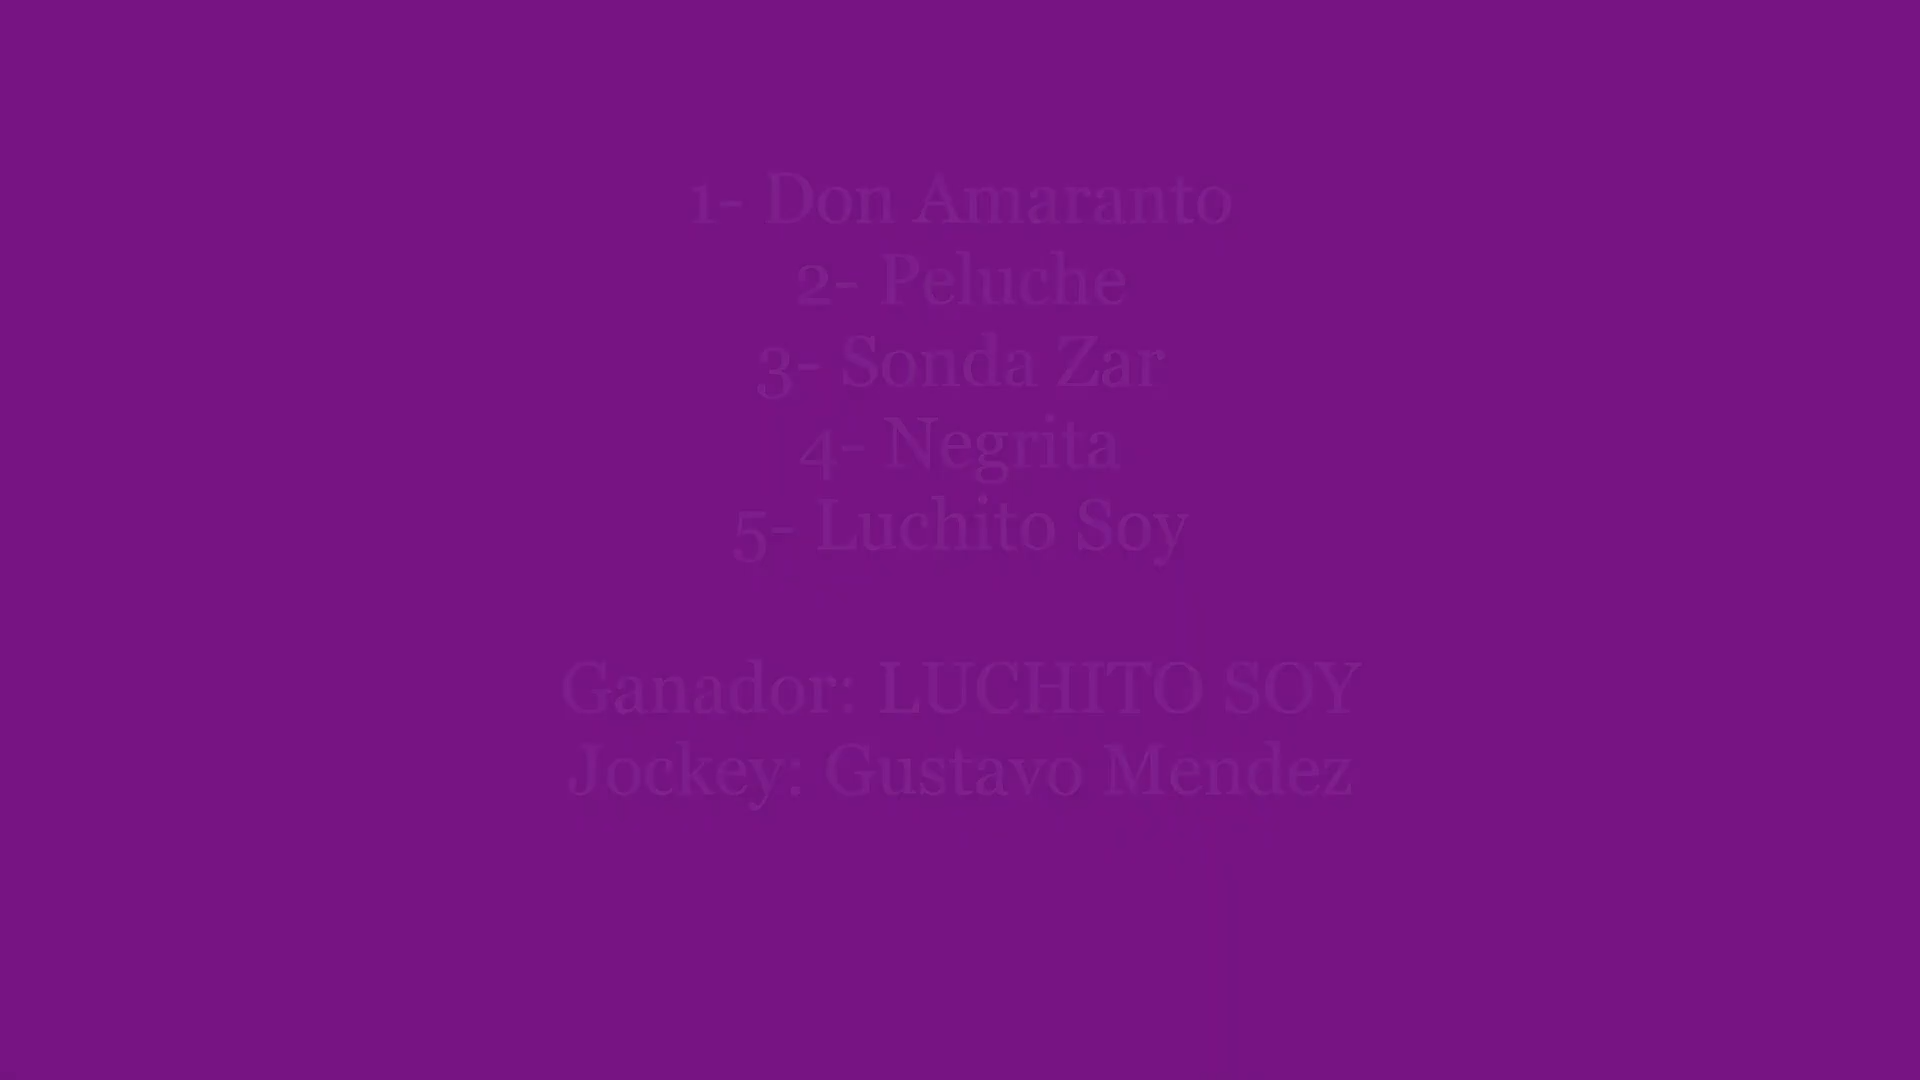 1- Don Amaranto
2- Peluche
3- Sonda Zar
4- Negrita
5- Luchito Soy
Ganador: LUCHITO SOY
Jockey: Gustavo Mendez